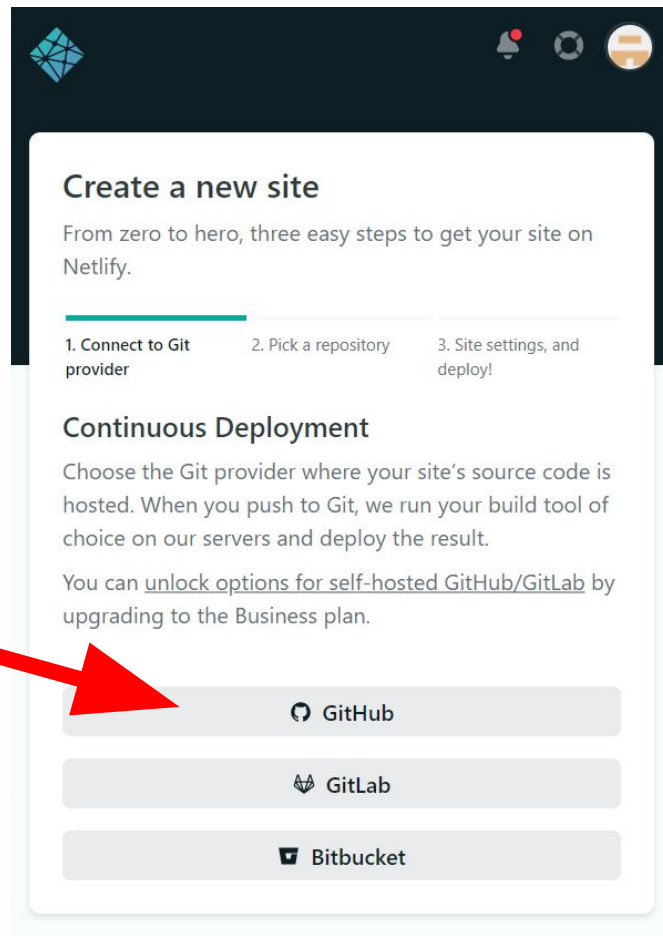 Create a new site
From zero to hero, three easy steps to get your site on
Netlify.
1. Connect to Git
provider
2. Pick a repository
3. Site settings, and
deploy!
Continuous Deployment
Choose the Git provider where your site’s source code is
hosted. When you push to Git, we run your build tool of
choice on our servers and deploy the result.
You can unlock options for self-hosted GitHub/GitLab by
upgrading to the Business plan.
GitHub
GitLab
Bitbucket